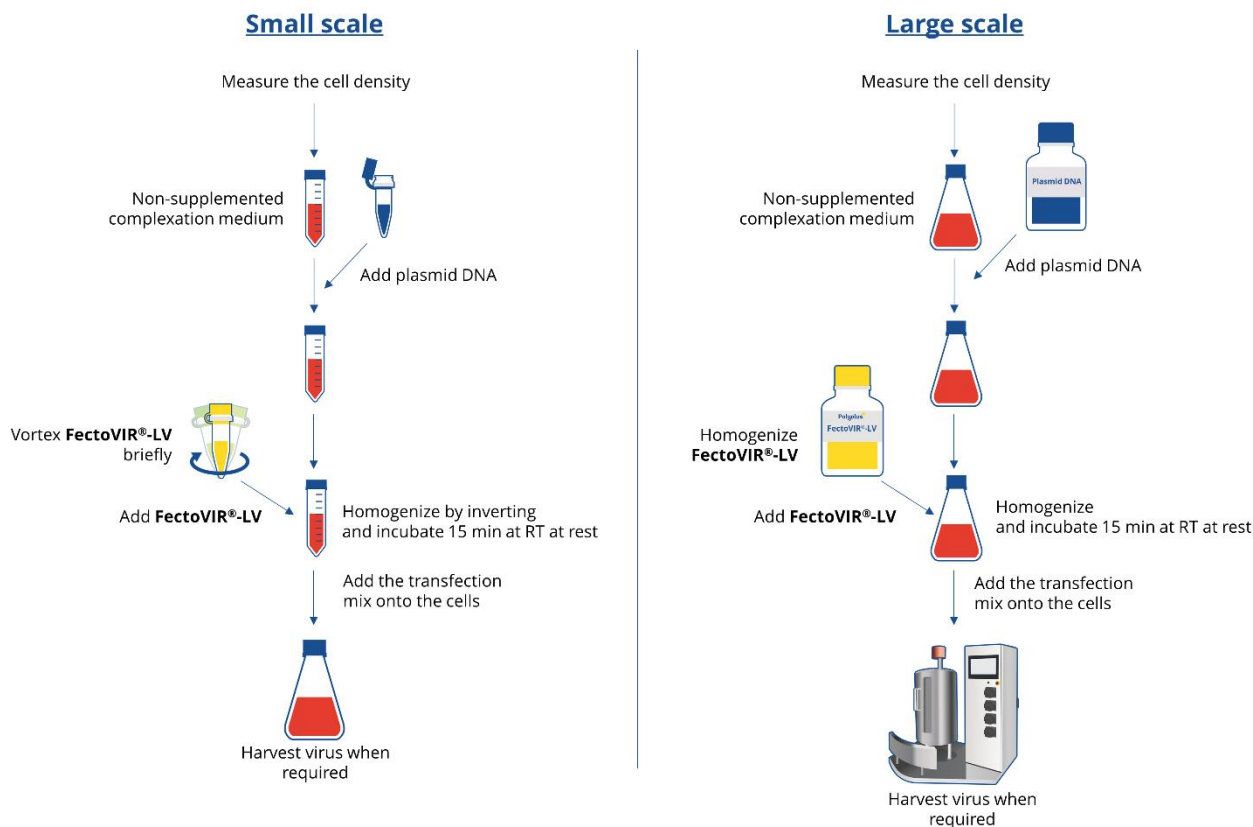 Small scale
Measure the cell density
Non-supplemented
complexation medium
Add plasmid DNA
Vortex FectoVIR®-LV
briefly
Add FectoVIR®-LV
Homogenize by inverting
and incubate 15 min at RT at rest
Add the transfection
mix onto the cells
Harvest virus when
required
Large scale
Measure the cell density
Non-supplemented
complexation medium
Plasmid DNA
Add plasmid DNA
Polyplus
FectoVIR®-LV
Homogenize
FectoVIR®-LV
Add FectoVIR®-LV
Homogenize
and incubate 15 min at RT at rest
Add the transfection
mix onto the cells
Harvest virus when
required